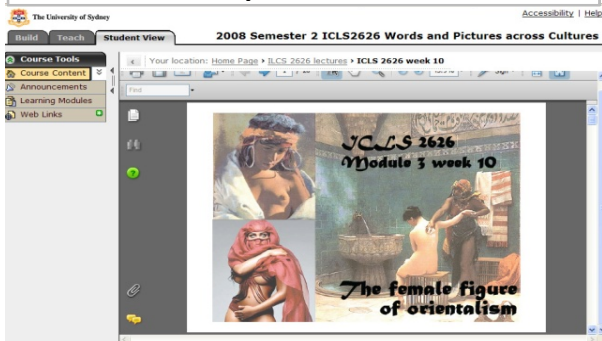 The University of Sydney
Accessibility | Help
Build
Teach
Student View
2008 Semester 2 ICLS2626 Words and Pictures across Cultures
Course Tools
Your location: Home Page › ILCS 2626 lectures › ICLS 2626 week 10
Course Content
Announcements
Find
Learning Modules
Web Links
ICLS 2626
Module 3 week 10
The female figure
of orientalism